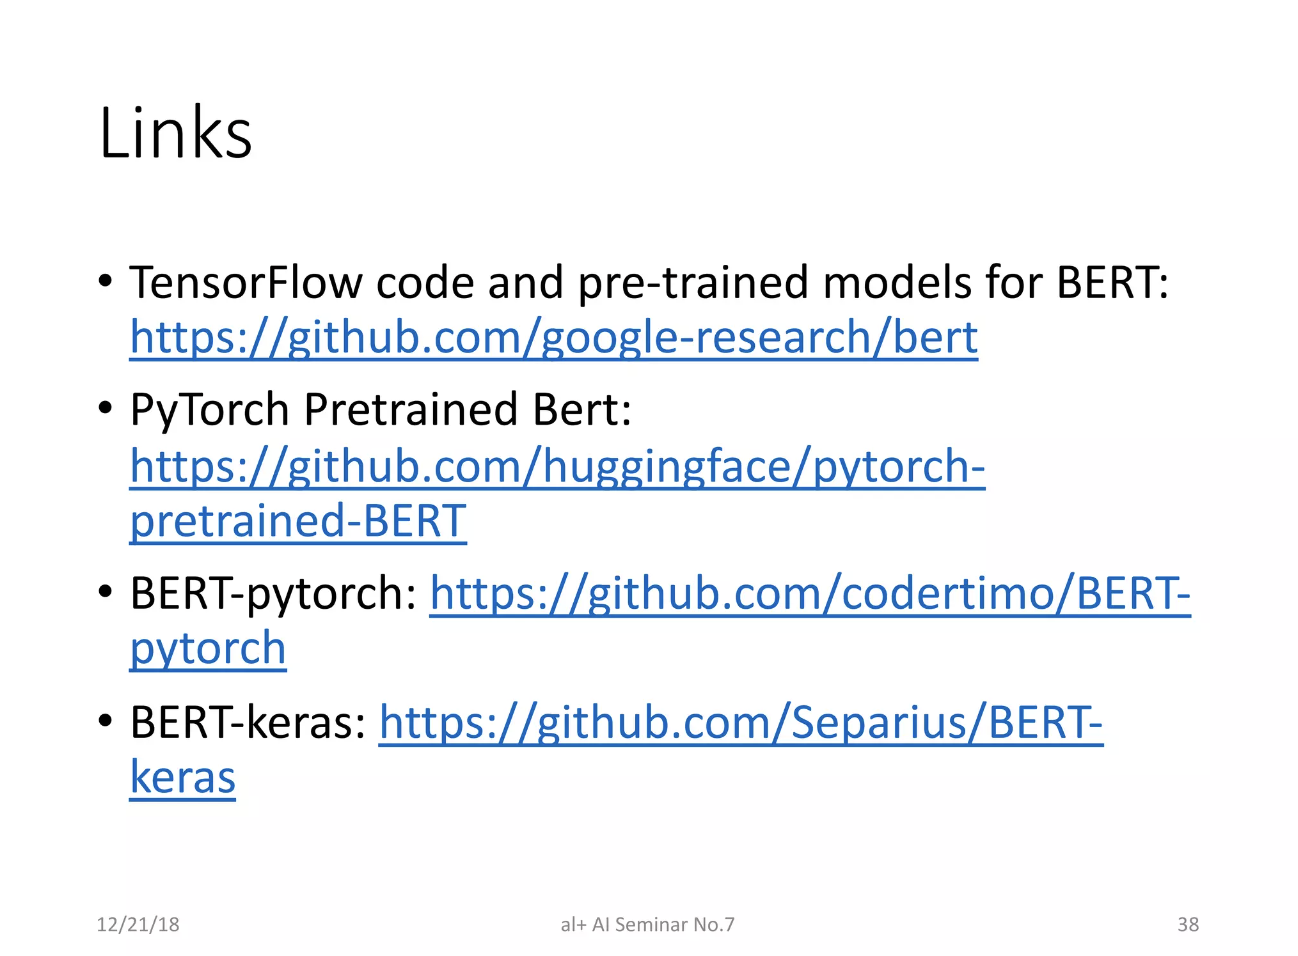 Links
• TensorFlow code and pre-trained models for BERT:
https://github.com/google-research/bert
• PyTorch Pretrained Bert:
https://github.com/huggingface/pytorch-
pretrained-BERT
• BERT-pytorch: https://github.com/codertimo/BERT-
pytorch
• BERT-keras: https://github.com/Separius/BERT-
keras
12/21/18 al+ AI Seminar No.7 38